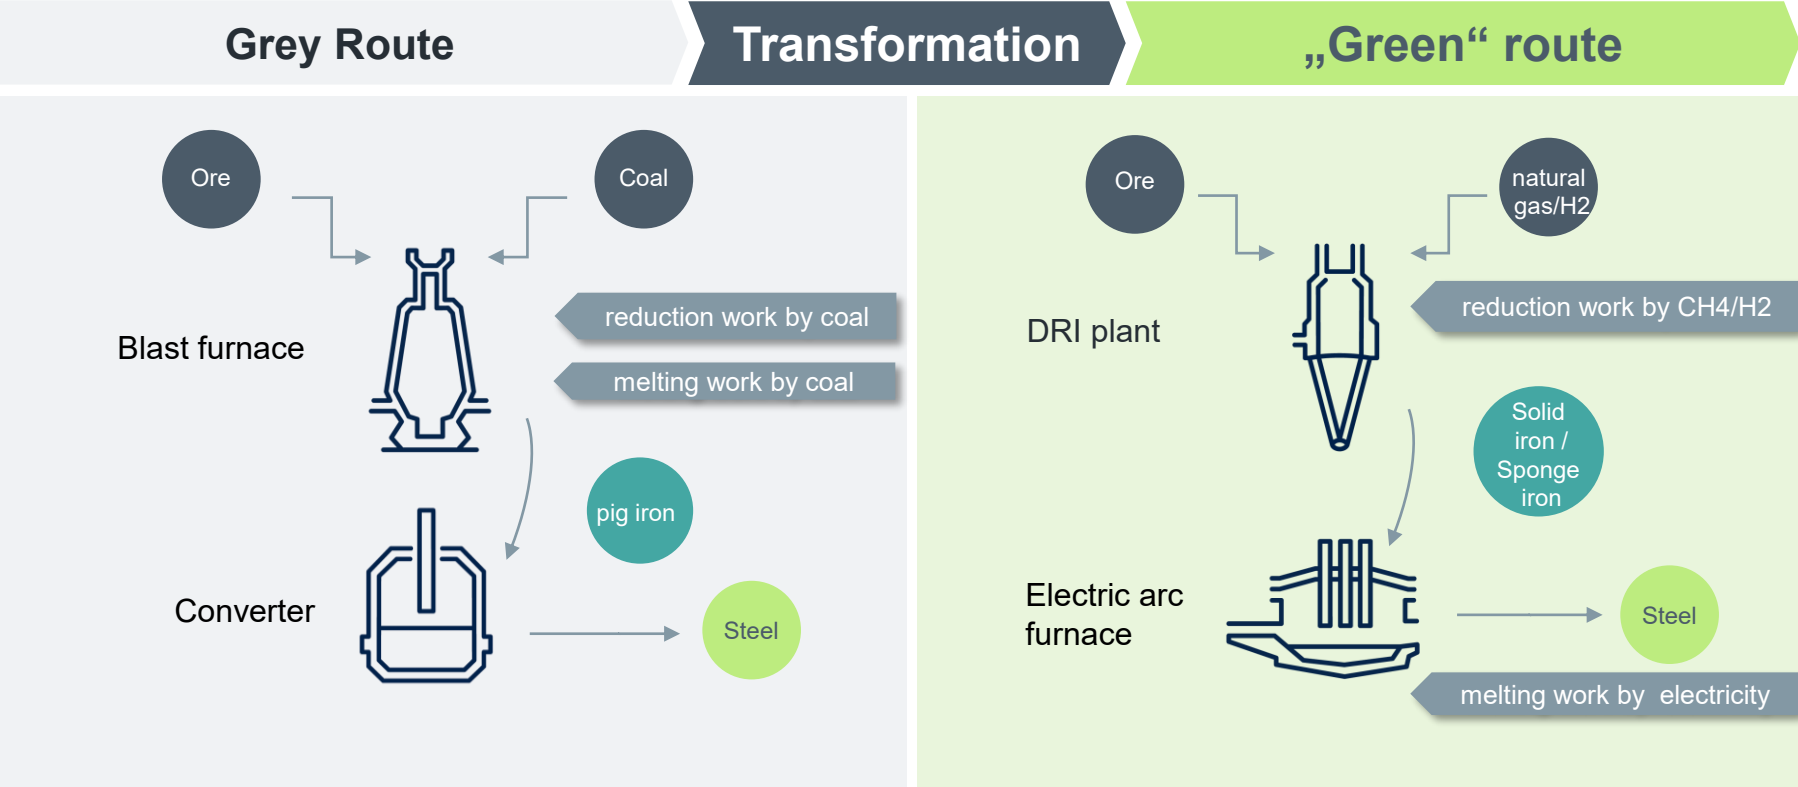 Grey Route
Transformation
„Green“ route
Ore
Coal
Blast furnace
reduction work by coal
melting work by coal
pig iron
Converter
Steel
Ore
natural
gas/H2
reduction work by CH4/H2
DRI plant
Solid
iron /
Sponge
iron
Electric arc
furnace
Steel
melting work by  electricity